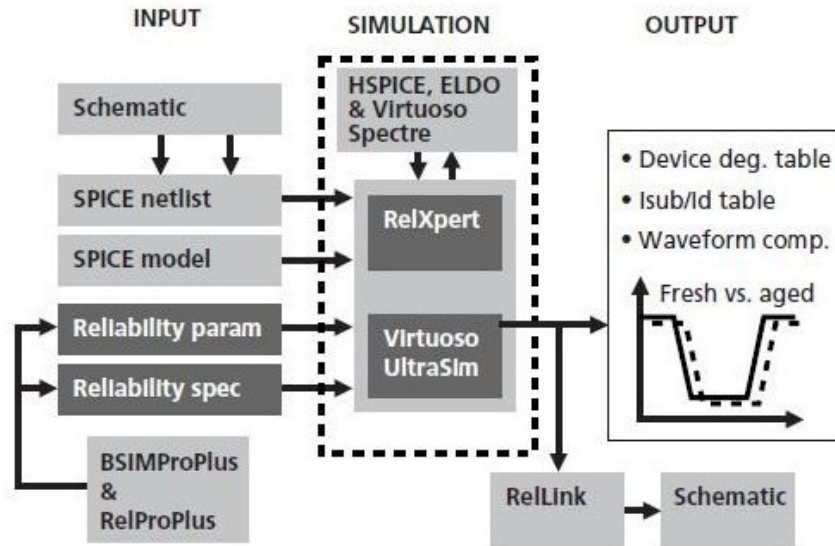 INPUT
SIMULATION
OUTPUT
Schematic
SPICE netlist
SPICE model
Reliability param
Reliability spec
BSIMProPlus
&
RelProPlus
HSPICE, ELDO
& Virtuoso
Spectre
RelXpert
Virtuoso
UltraSim
• Device deg. table
• Isub/Id table
• Waveform comp.
Fresh vs. aged
RelLink
Schematic